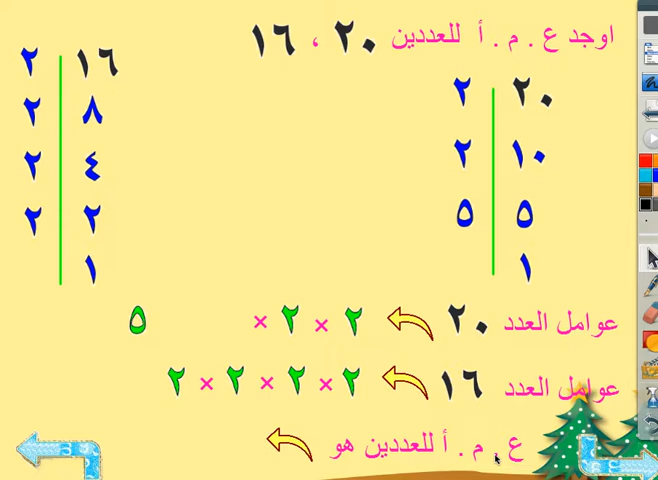 اوجد ع . م . أ للعددين ٢٠ ، ١٦
٢٠ ٢
١٠ ٢
٥ ٥
١
١٦ ٢
٨ ٢
٤ ٢
٢ ٢
١
عوامل العدد ٢٠ ٢ × ٢ × ٥
عوامل العدد ١٦ ٢ × ٢ × ٢ × ٢
ع . م . أ للعددين هو